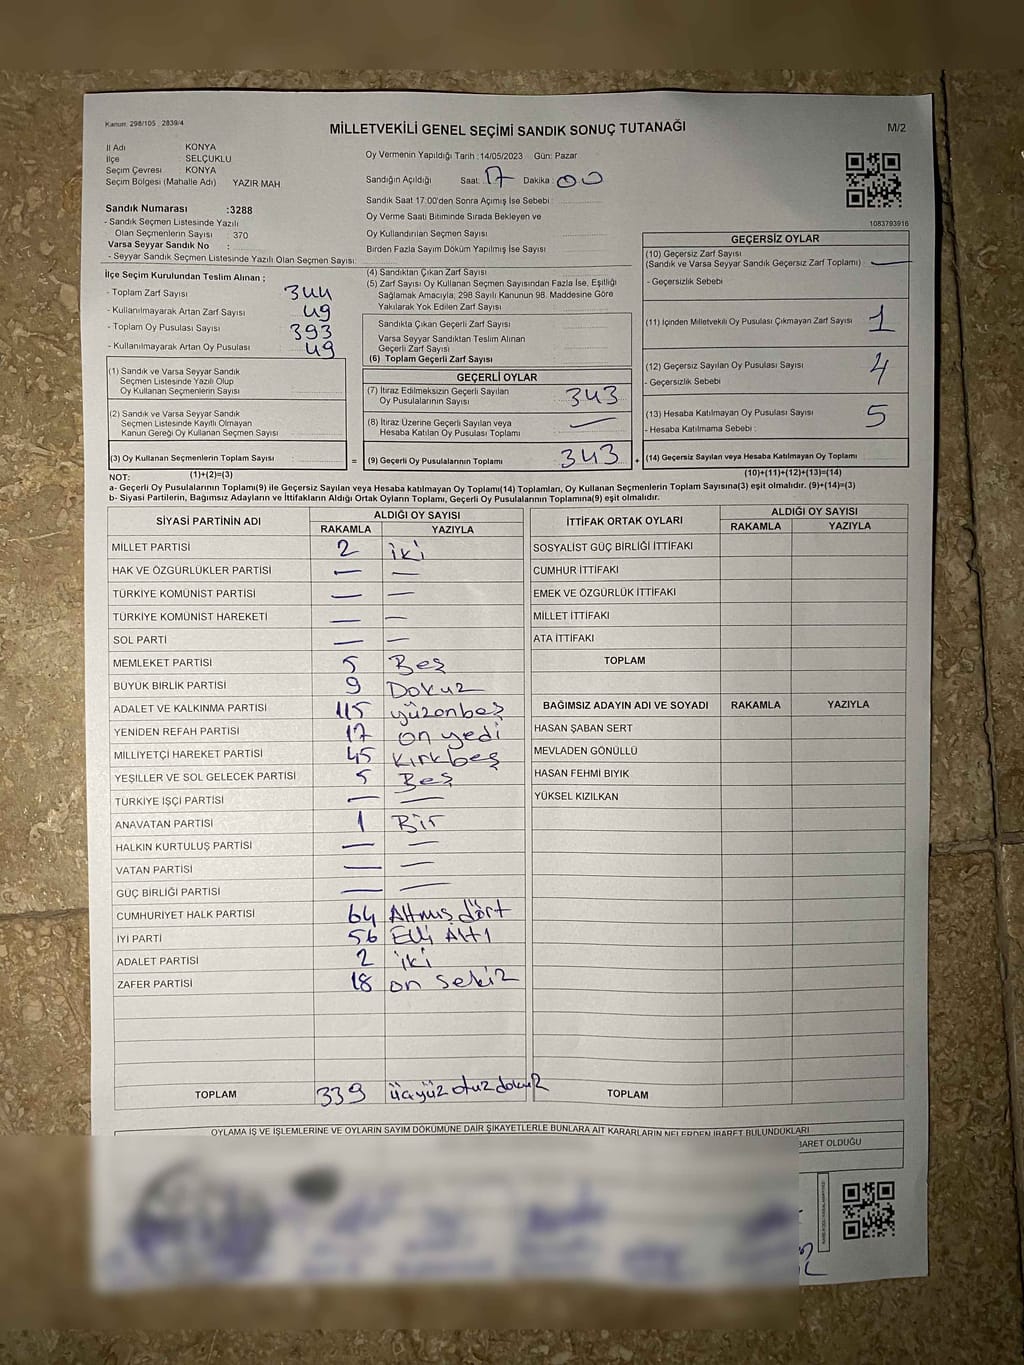 Kanun: 298/105 2839/4
MİLLETVEKİLİ GENEL SEÇİMİ SANDIK SONUÇ TUTANAĞI
M/2
İl Adı KONYA
İlçe SELÇUKLU
Seçim Çevresi KONYA
Seçim Bölgesi (Mahalle Adı) YAZIR MAH
Sandık Numarası :3288
- Sandık Seçmen Listesinde Yazılı
Olan Seçmenlerin Sayısı : 370
Varsa Seyyar Sandık No :
- Seyyar Sandık Seçmen Listesinde Yazılı Olan Seçmen Sayısı:
Oy Vermenin Yapıldığı Tarih :14/05/2023 Gün: Pazar
Sandığın Açıldığı Saat: 17 Dakika: 00
Sandık Saat 17.00'den Sonra Açımış İse Sebebi :
Oy Verme Saati Bitiminde Sırada Bekleyen ve
Oy Kullandırılan Seçmen Sayısı:
Birden Fazla Sayım Döküm Yapılmış İse Sayısı
1083793916
İlçe Seçim Kurulundan Teslim Alınan ;
- Toplam Zarf Sayısı 344
- Kullanılmayarak Artan Zarf Sayısı 49
- Toplam Oy Pusulası Sayısı 393
- Kullanılmayarak Artan Oy Pusulası 49
(1) Sandık ve Varsa Seyyar Sandık
Seçmen Listesinde Yazılı Olup
Oy Kullanan Seçmenlerin Sayısı
(2) Sandık ve Varsa Seyyar Sandık
Seçmen Listesinde Kayıtlı Olmayan
Kanun Gereği Oy Kullanan Seçmen Sayısı
(3) Oy Kullanan Seçmenlerin Toplam Sayısı
(1)+(2)=(3)
(4) Sandıktan Çıkan Zarf Sayısı
(5) Zarf Sayısı Oy Kullanan Seçmen Sayısından Fazla İse, Eşitliği
Sağlamak Amacıyla, 298 Sayılı Kanunun 98. Maddesine Göre
Yakılarak Yok Edilen Zarf Sayısı
Sandıkta Çıkan Geçerli Zarf Sayısı
Varsa Seyyar Sandıktan Teslim Alınan
Geçerli Zarf Sayısı
(6) Toplam Geçerli Zarf Sayısı
GEÇERLİ OYLAR
(7) İtiraz Edilmeksizin Geçerli Sayılan
Oy Pusulalarının Sayısı 343
(8) İtiraz Üzerine Geçerli Sayılan veya
Hesaba Katılan Oy Pusulası Toplamı —
= (9) Geçerli Oy Pusulalarının Toplamı 343
GEÇERSİZ OYLAR
(10) Geçersiz Zarf Sayısı
(Sandık ve Varsa Seyyar Sandık Geçersiz Zarf Toplamı) —
- Geçersizlik Sebebi
(11) İçinden Milletvekili Oy Pusulası Çıkmayan Zarf Sayısı 1
(12) Geçersiz Sayılan Oy Pusulası Sayısı 4
- Geçersizlik Sebebi
(13) Hesaba Katılmayan Oy Pusulası Sayısı 5
- Hesaba Katılmama Sebebi :
(14) Geçersiz Sayılan veya Hesaba Katılmayan Oy Toplamı
(10)+(11)+(12)+(13)=(14)
NOT:
a- Geçerli Oy Pusulalarının Toplamı(9) ile Geçersiz Sayılan veya Hesaba Katılmayan Oy Toplamı(14) Toplamları, Oy Kullanan Seçmenlerin Toplam Sayısına(3) eşit olmalıdır. (9)+(14)=(3)
b- Siyasi Partilerin, Bağımsız Adayların ve İttifakların Aldığı Ortak Oyların Toplamı, Geçerli Oy Pusulalarının Toplamına(9) eşit olmalıdır.
SİYASİ PARTİNİN ADI ALDIĞI OY SAYISI
RAKAMLA YAZIYLA
MİLLET PARTİSİ 2 iki
HAK VE ÖZGÜRLÜKLER PARTİSİ — —
TÜRKİYE KOMÜNİST PARTİSİ — —
TÜRKİYE KOMÜNİST HAREKETİ — —
SOL PARTİ — —
MEMLEKET PARTİSİ 5 Beş
BÜYÜK BİRLİK PARTİSİ 9 Dokuz
ADALET VE KALKINMA PARTİSİ 115 yüzonbeş
YENİDEN REFAH PARTİSİ 17 on yedi
MİLLİYETÇİ HAREKET PARTİSİ 45 Kırkbeş
YEŞİLLER VE SOL GELECEK PARTİSİ 5 Beş
TÜRKİYE İŞÇİ PARTİSİ — —
ANAVATAN PARTİSİ 1 Bir
HALKIN KURTULUŞ PARTİSİ — —
VATAN PARTİSİ — —
GÜÇ BİRLİĞİ PARTİSİ — —
CUMHURİYET HALK PARTİSİ 64 Altmış dört
İYİ PARTİ 56 Elli Altı
ADALET PARTİSİ 2 iki
ZAFER PARTİSİ 18 on sekiz
TOPLAM 339 üçyüz otuz dokuz
İTTİFAK ORTAK OYLARI ALDIĞI OY SAYISI
RAKAMLA YAZIYLA
SOSYALİST GÜÇ BİRLİĞİ İTTİFAKI
CUMHUR İTTİFAKI
EMEK VE ÖZGÜRLÜK İTTİFAKI
MİLLET İTTİFAKI
ATA İTTİFAKI
TOPLAM
BAĞIMSIZ ADAYIN ADI VE SOYADI RAKAMLA YAZIYLA
HASAN ŞABAN SERT
MEVLADEN GÖNÜLLÜ
HASAN FEHMI BIYIK
YÜKSEL KIZILKAN
TOPLAM
OYLAMA İŞ VE İŞLEMLERİNE VE OYLARIN SAYIM DÖKÜMÜNE DAİR ŞİKAYETLERLE BUNLARA AİT KARARLARIN NELERDEN İBARET BULUNDUKLARI
BARET OLDUĞU